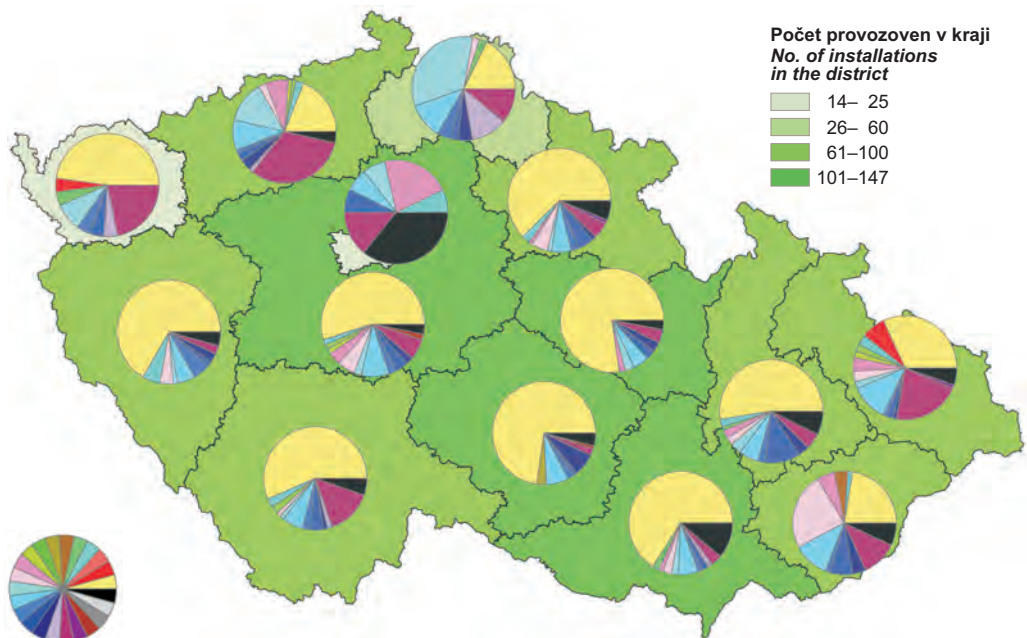 Počet provozoven v kraji
No. of installations
in the district
14– 25
26– 60
61–100
101–147